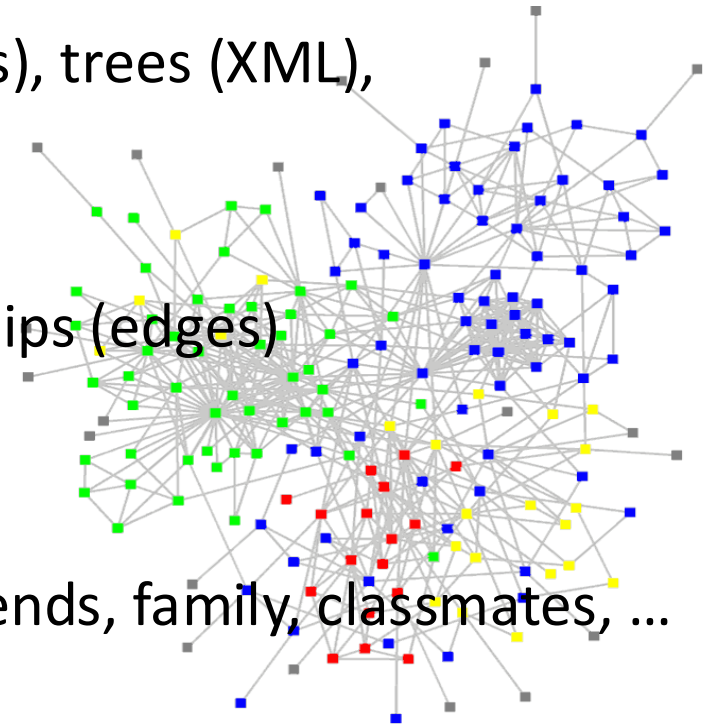 s), trees (XML),
ips (edges)
ends, family, classmates, ...